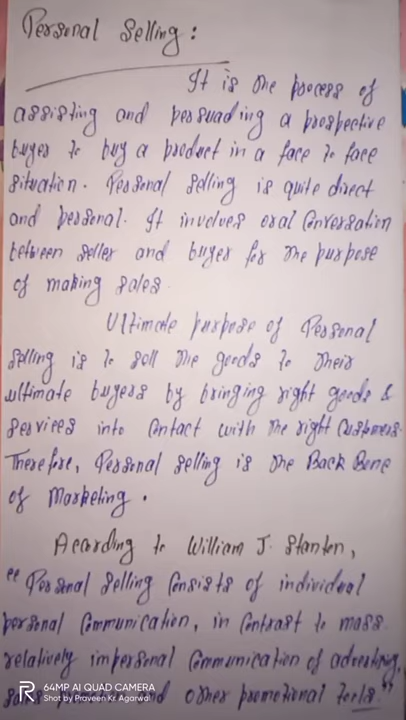 Personal Selling :
It is the process of
assisting and persuading a prospective
buyer to buy a product in a face to face
situation. Personal selling is quite direct
and personal. It involves oral Conversation
between seller and buyer for the purpose
of making sales.
Ultimate purpose of Personal
selling is to sell the goods to their
ultimate buyers by bringing right goods &
services into Contact with the right Customers.
Therefore, Personal selling is the Back Bone
of Marketing.
According to William J. Stanton,
"Personal Selling Consists of individual
personal Communication, in Contrast to mass
relatively impersonal Communication of advertising,
and other promotional tools."
64MP AI QUAD CAMERA
Shot by Praveen Kr Agarwal